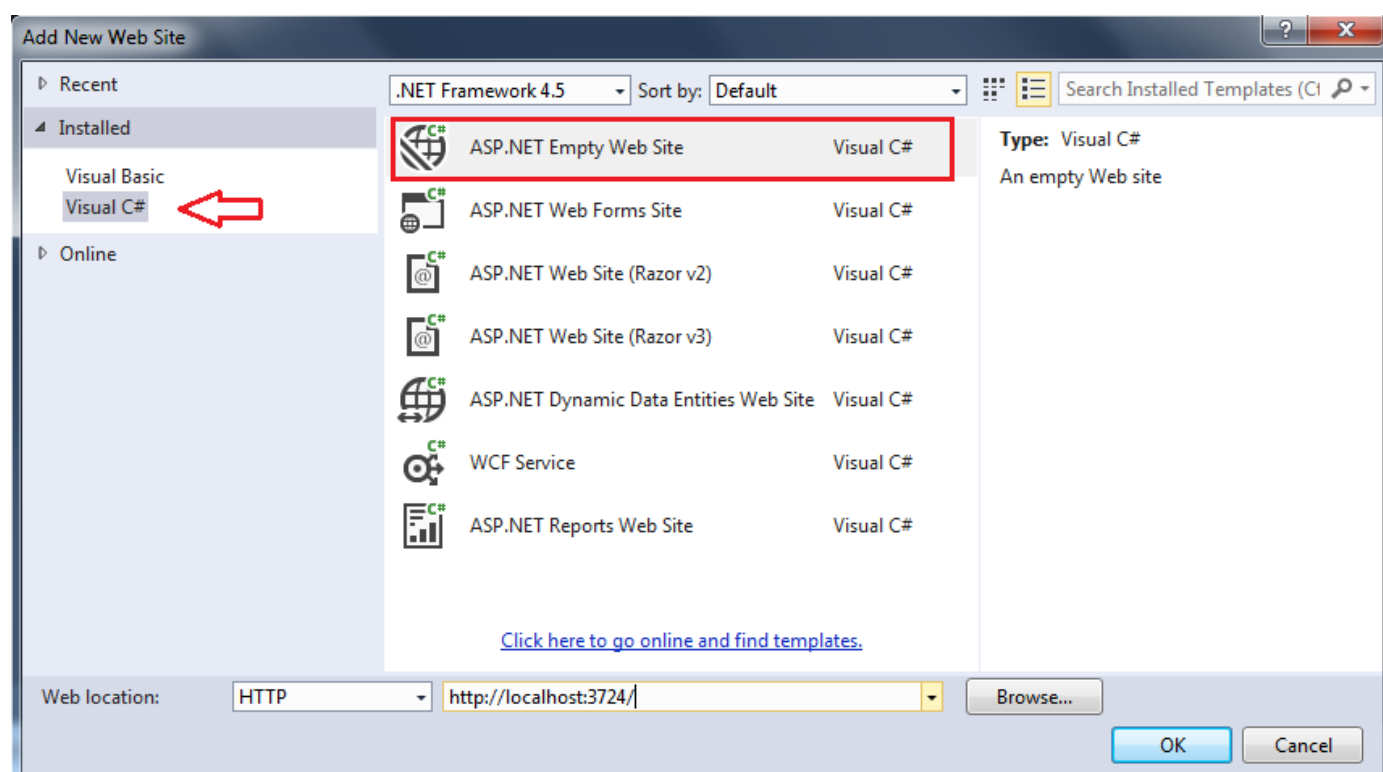 Add New Web Site
?
x
Recent
Installed
Visual Basic
Visual C#
Online
.NET Framework 4.5
Sort by: Default
Search Installed Templates (Ct
C# ASP.NET Empty Web Site Visual C#
C# ASP.NET Web Forms Site Visual C#
C# @ ASP.NET Web Site (Razor v2) Visual C#
C# @ ASP.NET Web Site (Razor v3) Visual C#
C# ASP.NET Dynamic Data Entities Web Site Visual C#
C# WCF Service Visual C#
C# ASP.NET Reports Web Site Visual C#
Click here to go online and find templates.
Type: Visual C#
An empty Web site
Web location: HTTP http://localhost:3724/ Browse...
OK Cancel